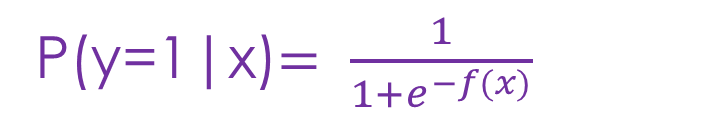 P(y=1|x)= 1
1+e−f(x)